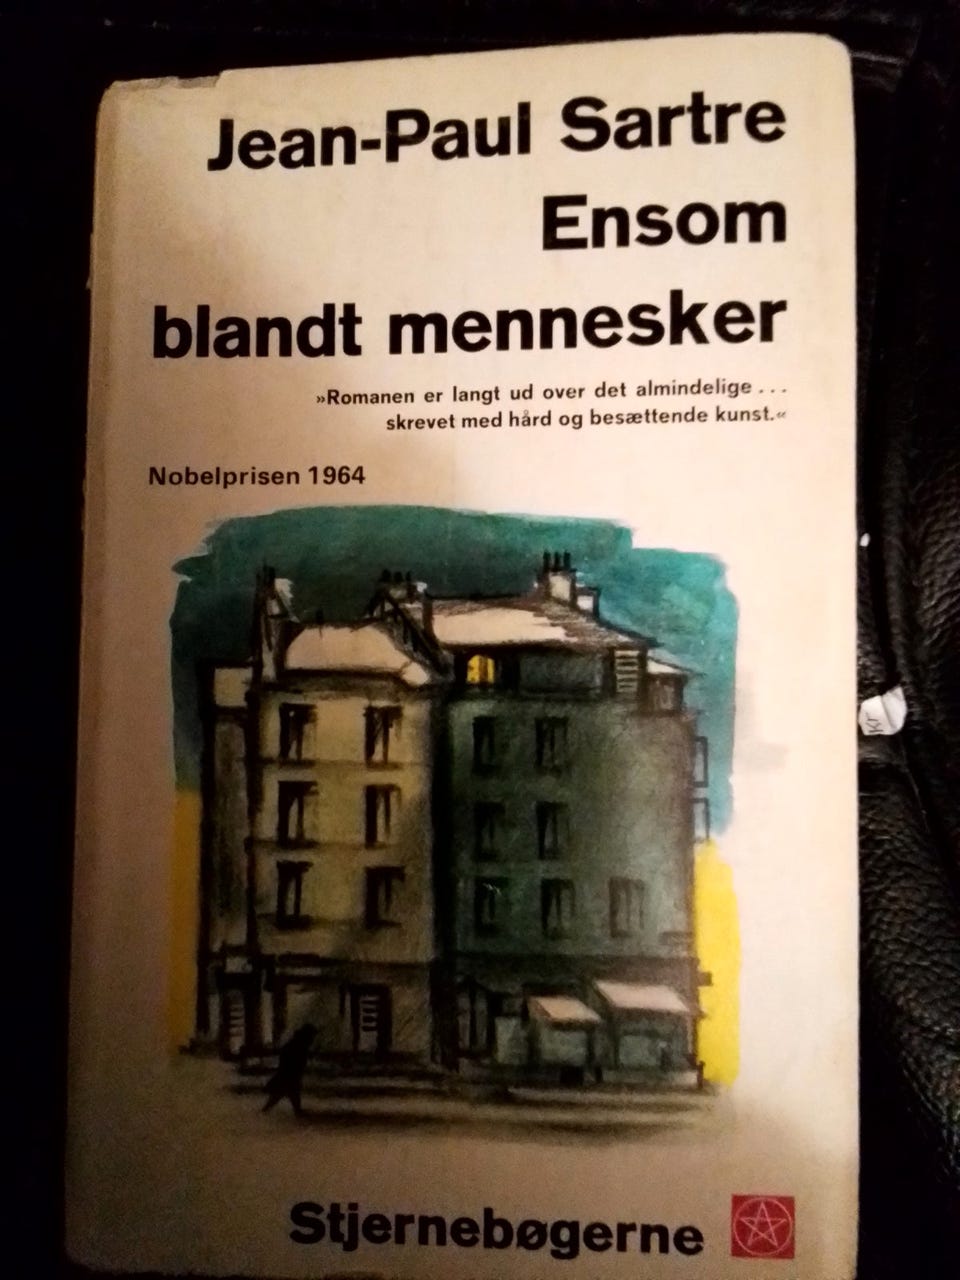 Jean-Paul Sartre
Ensom
blandt mennesker
»Romanen er langt ud over det almindelige . . .
skrevet med hård og besættende kunst.«
Nobelprisen 1964
Stjernebøgerne